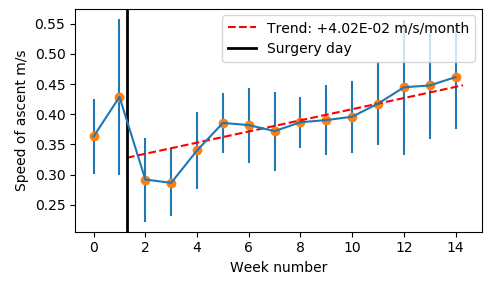 Trend: +4.02E-02 m/s/month
Surgery day
Speed of ascent m/s
0.55
0.50
0.45
0.40
0.35
0.30
0.25
0 2 4 6 8 10 12 14
Week number